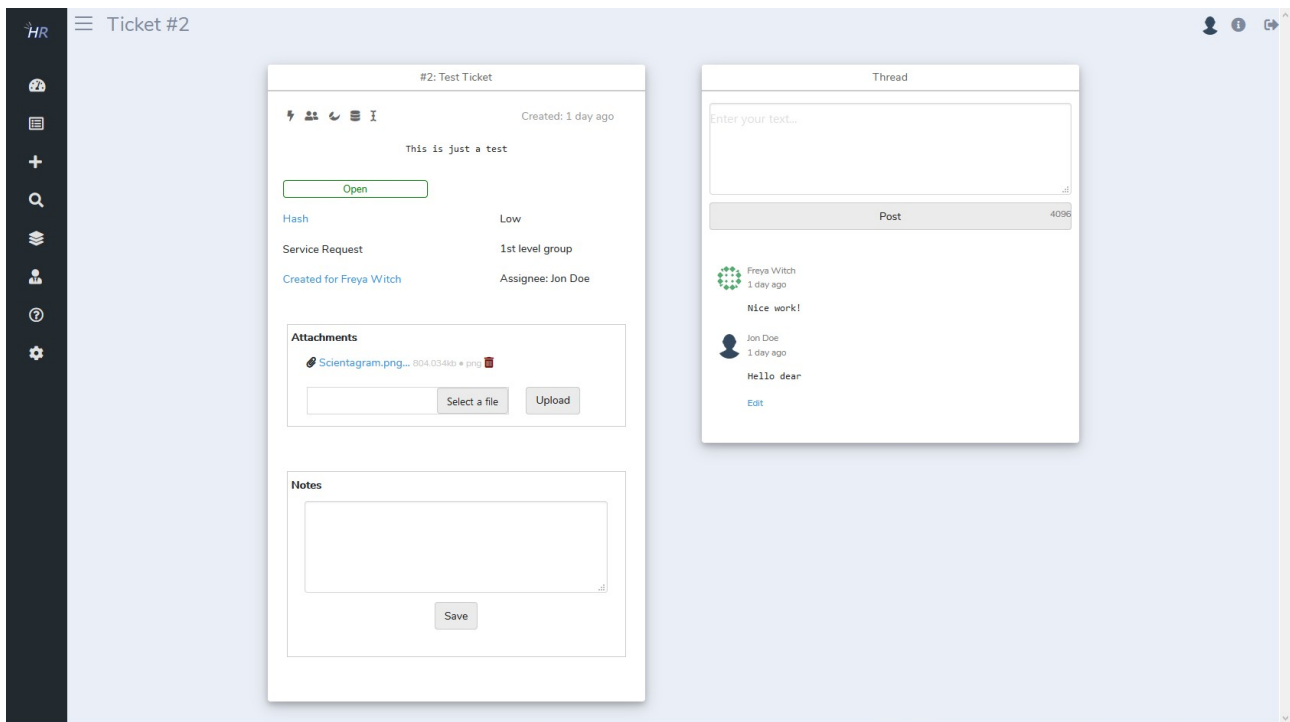 HR
Ticket #2
#2: Test Ticket
Created: 1 day ago
This is just a test
Open
Hash
Low
Service Request
1st level group
Created for Freya Witch
Assignee: Jon Doe
Attachments
Scientagram.png... 804.034kb • png
Select a file
Upload
Notes
Save
Thread
Enter your text...
Post
4096
Freya Witch
1 day ago
Nice work!
Jon Doe
1 day ago
Hello dear
Edit